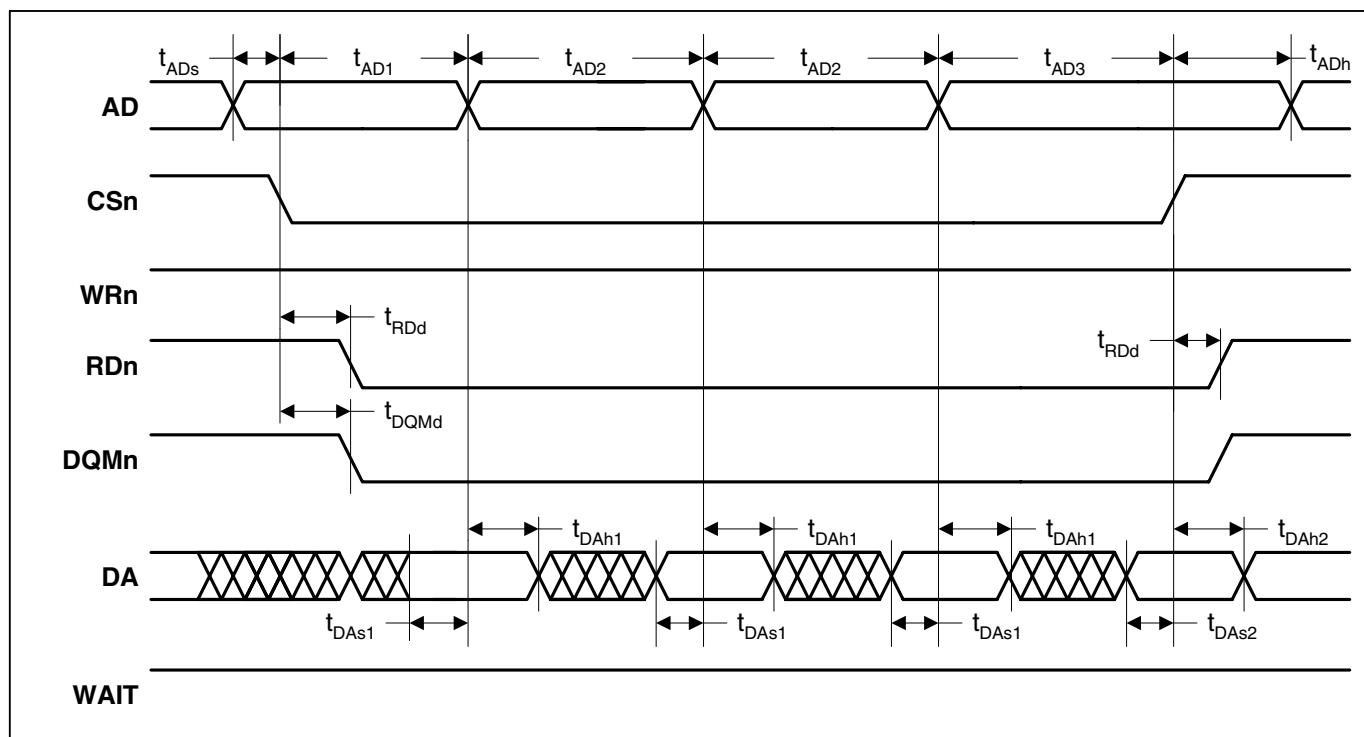 tADs tAD1 tAD2 tAD2 tAD3 tADh
AD
CSn
WRn
tRDd tRDd
RDn
tDQMd
DQMn
tDAh1 tDAh1 tDAh1 tDAh2
DA
tDAs1 tDAs1 tDAs1 tDAs2
WAIT